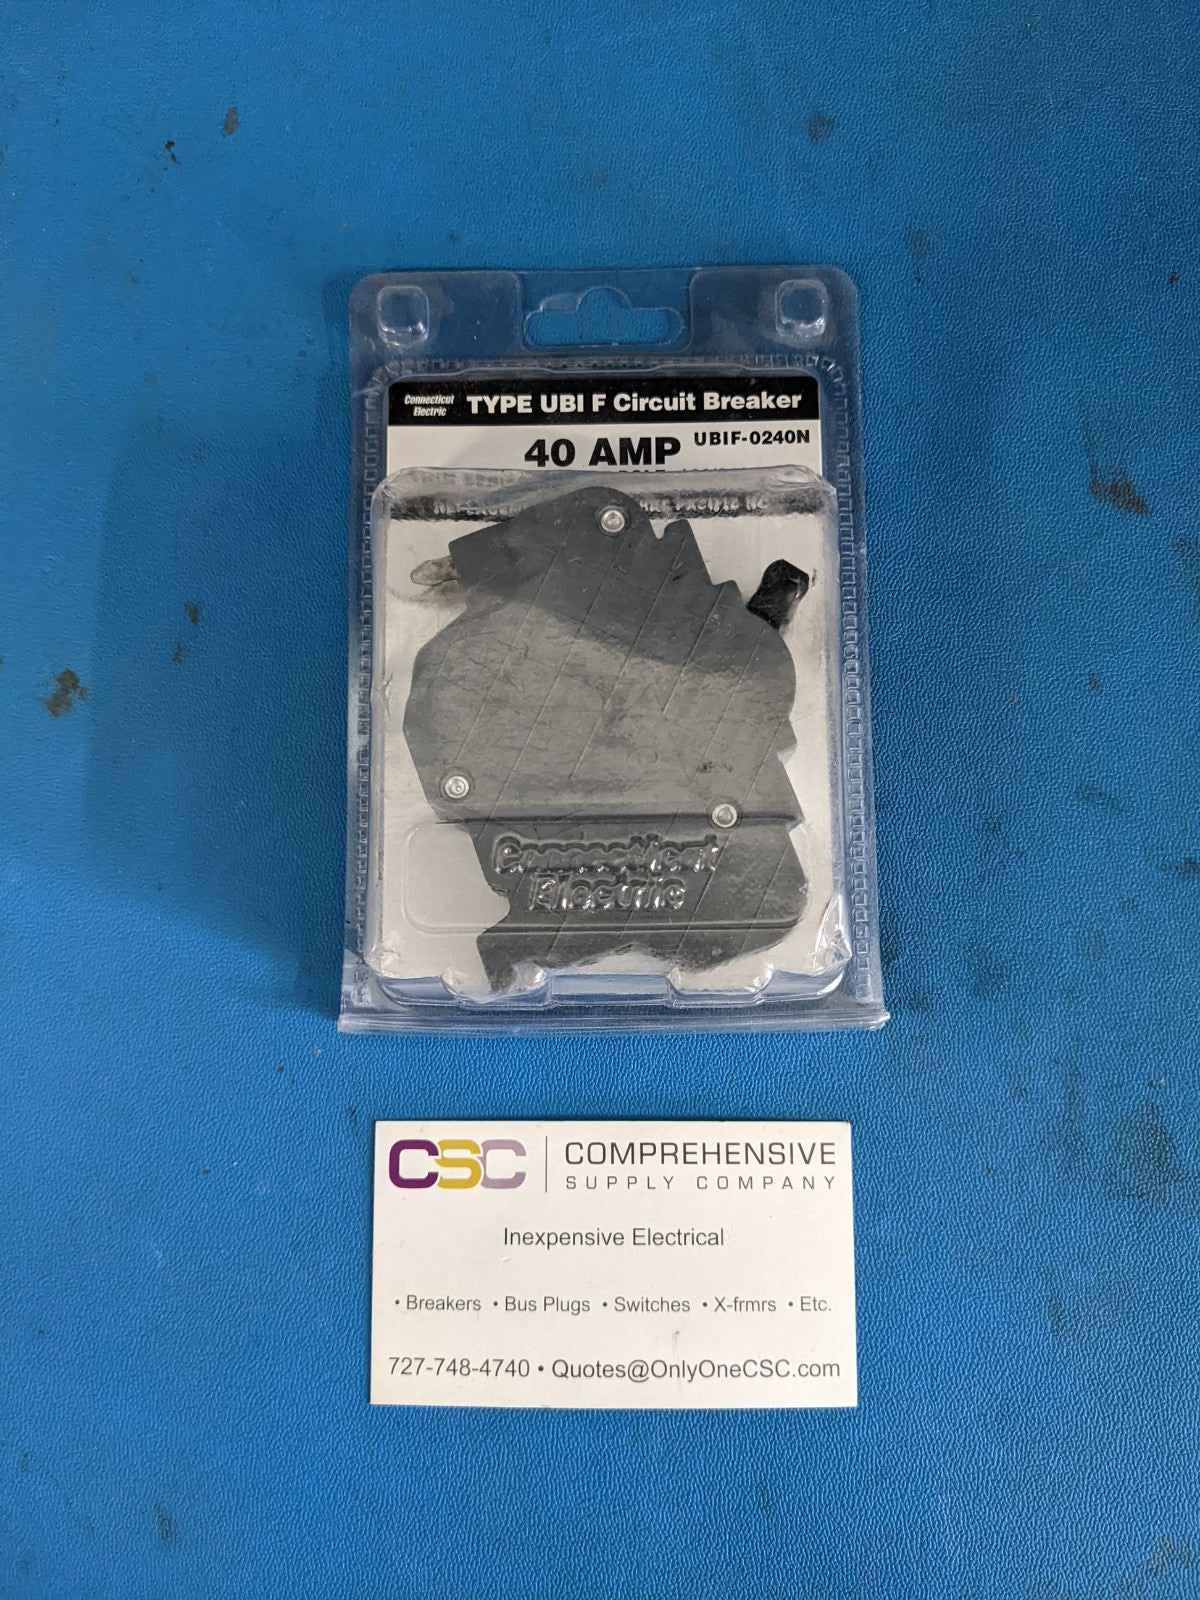 Connecticut
Electric
TYPE UBI F Circuit Breaker
40 AMP
UBIF-0240N
Connecticut
Electric
CSC
COMPREHENSIVE
SUPPLY COMPANY
Inexpensive Electrical
• Breakers • Bus Plugs • Switches • X-frmrs • Etc.
727-748-4740 • Quotes@OnlyOneCSC.com